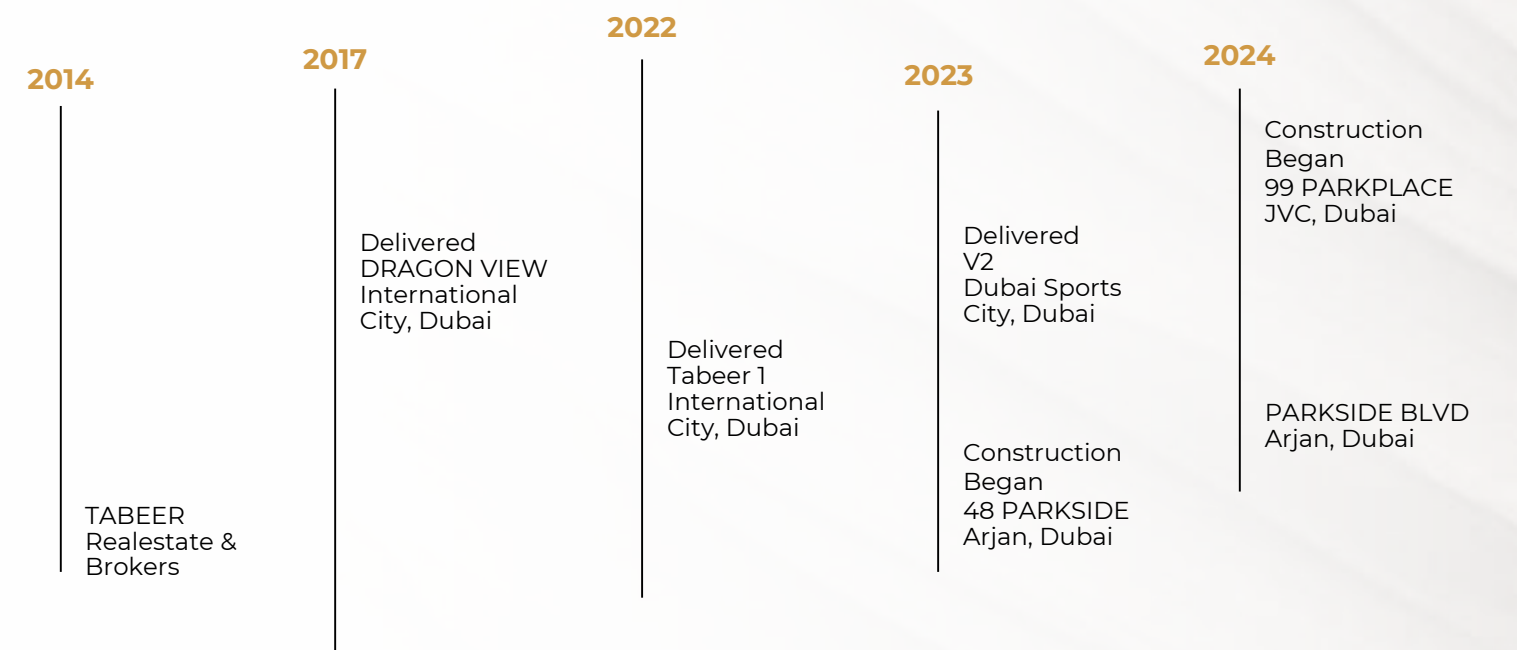 2014
TABEER
Realestate &
Brokers
2017
Delivered
DRAGON VIEW
International
City, Dubai
2022
Delivered
Tabeer 1
International
City, Dubai
2023
Delivered
V2
Dubai Sports
City, Dubai
Construction
Began
48 PARKSIDE
Arjan, Dubai
2024
Construction
Began
99 PARKPLACE
JVC, Dubai
PARKSIDE BLVD
Arjan, Dubai